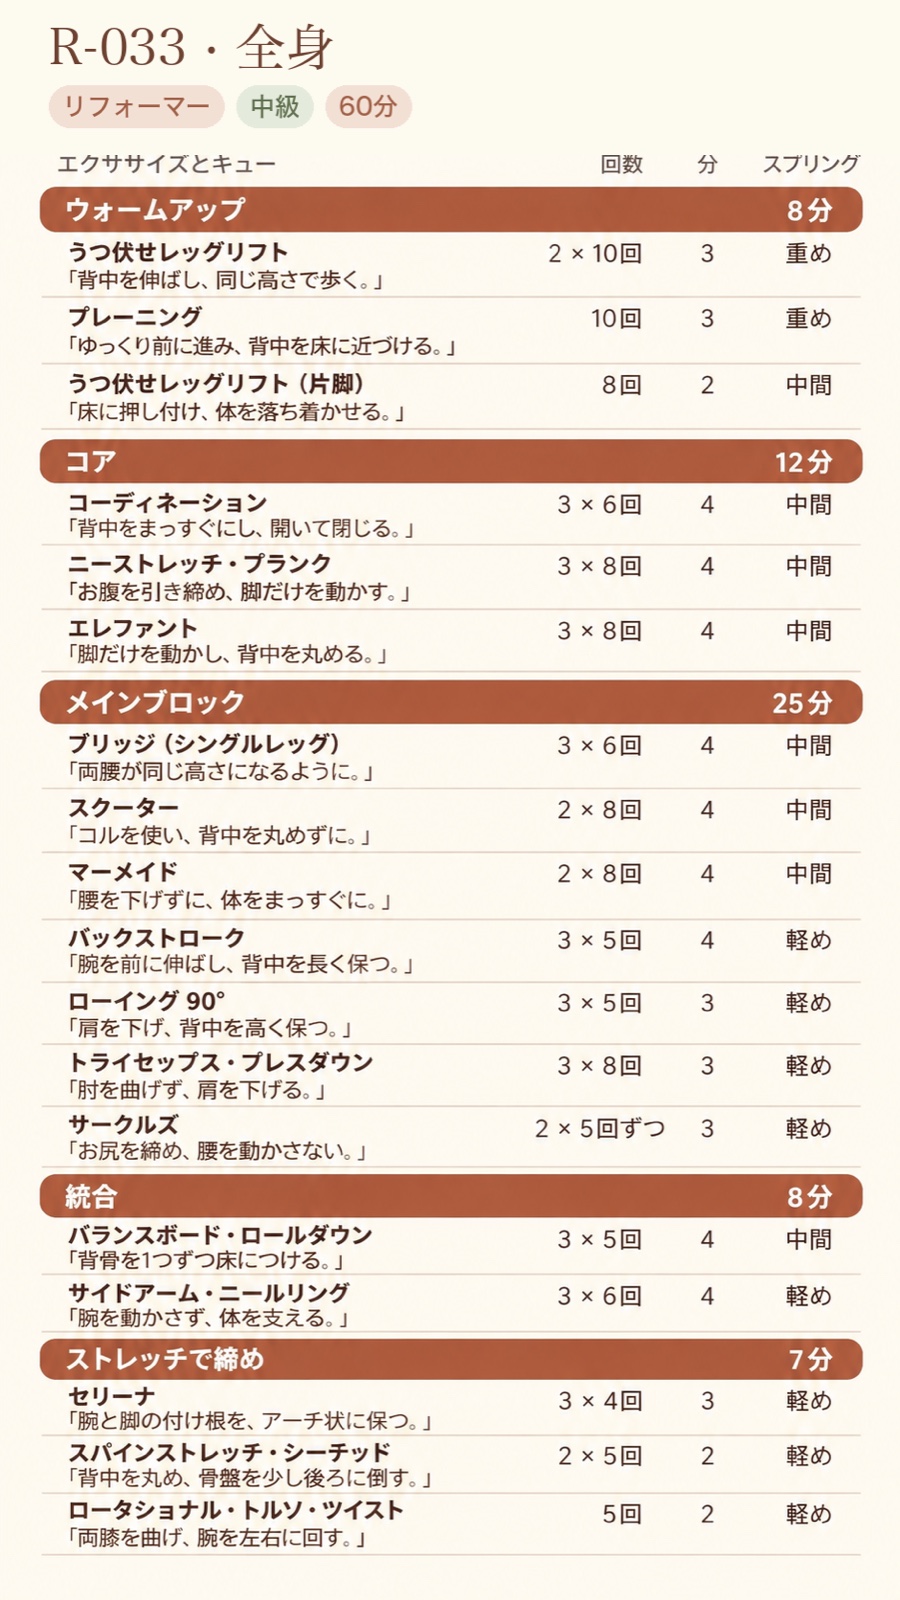 R-033・全身
リフォーマー 中級 60分
エクササイズとキュー 回数 分 スプリング
ウォームアップ 8分
うつ伏せレッグリフト 2 × 10回 3 重め
「背中を伸ばし、同じ高さで歩く。」
プレーニング 10回 3 重め
「ゆっくり前に進み、背中を床に近づける。」
うつ伏せレッグリフト（片脚） 8回 2 中間
「床に押し付け、体を落ち着かせる。」
コア 12分
コーディネーション 3 × 6回 4 中間
「背中をまっすぐにし、開いて閉じる。」
ニーストレッチ・プランク 3 × 8回 4 中間
「お腹を引き締め、脚だけを動かす。」
エレファント 3 × 8回 4 中間
「脚だけを動かし、背中を丸める。」
メインブロック 25分
ブリッジ（シングルレッグ） 3 × 6回 4 中間
「両腰が同じ高さになるように。」
スクーター 2 × 8回 4 中間
「コルを使い、背中を丸めずに。」
マーメイド 2 × 8回 4 中間
「腰を下げずに、体をまっすぐに。」
バックストローク 3 × 5回 4 軽め
「腕を前に伸ばし、背中を長く保つ。」
ローイング 90° 3 × 5回 3 軽め
「肩を下げ、背中を高く保つ。」
トライセップス・プレスダウン 3 × 8回 3 軽め
「肘を曲げず、肩を下げる。」
サークルズ 2 × 5回ずつ 3 軽め
「お尻を締め、腰を動かさない。」
統合 8分
バランスボード・ロールダウン 3 × 5回 4 中間
「背骨を1つずつ床につける。」
サイドアーム・ニールリング 3 × 6回 4 軽め
「腕を動かさず、体を支える。」
ストレッチで締め 7分
セリーナ 3 × 4回 3 軽め
「腕と脚の付け根を、アーチ状に保つ。」
スパインストレッチ・シーチッド 2 × 5回 2 軽め
「背中を丸め、骨盤を少し後ろに倒す。」
ロータショナル・トルソ・ツイスト 5回 2 軽め
「両膝を曲げ、腕を左右に回す。」